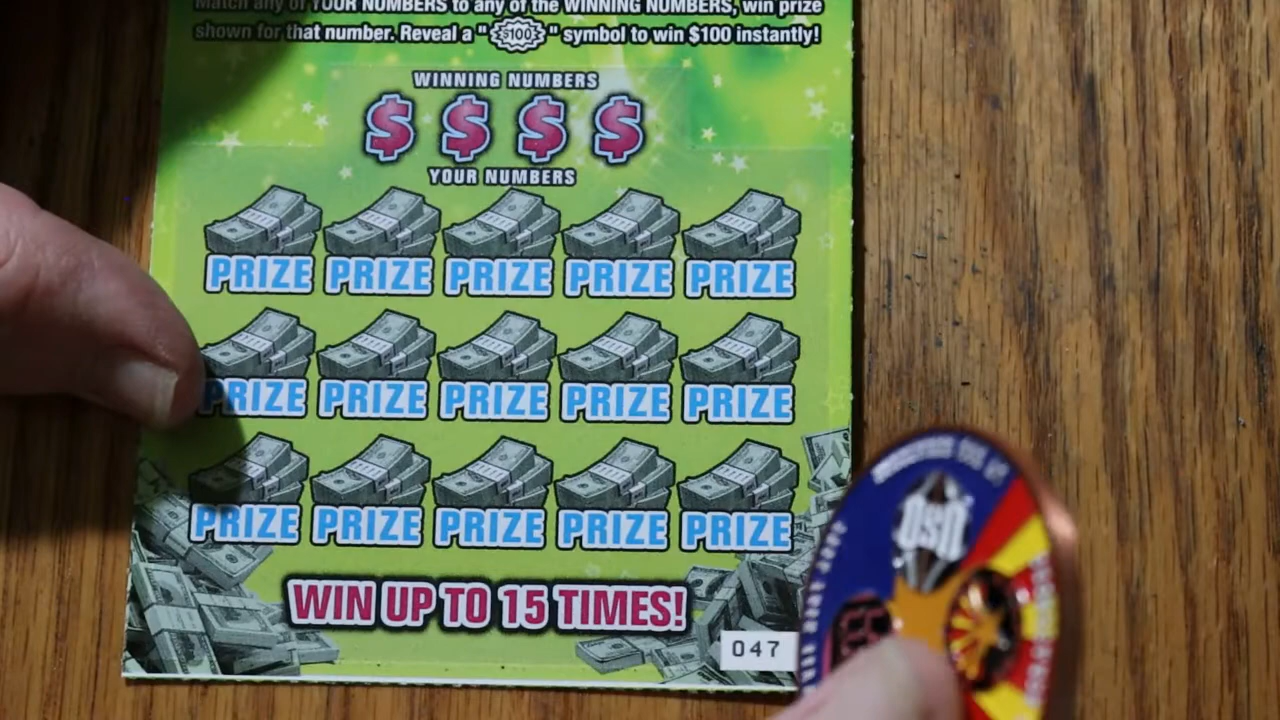 Match any of YOUR NUMBERS to any of the WINNING NUMBERS, win prize
shown for that number. Reveal a "$100" symbol to win $100 instantly!
WINNING NUMBERS
$ $ $ $
YOUR NUMBERS
PRIZE PRIZE PRIZE PRIZE PRIZE
PRIZE PRIZE PRIZE PRIZE PRIZE
PRIZE PRIZE PRIZE PRIZE PRIZE
WIN UP TO 15 TIMES!
047